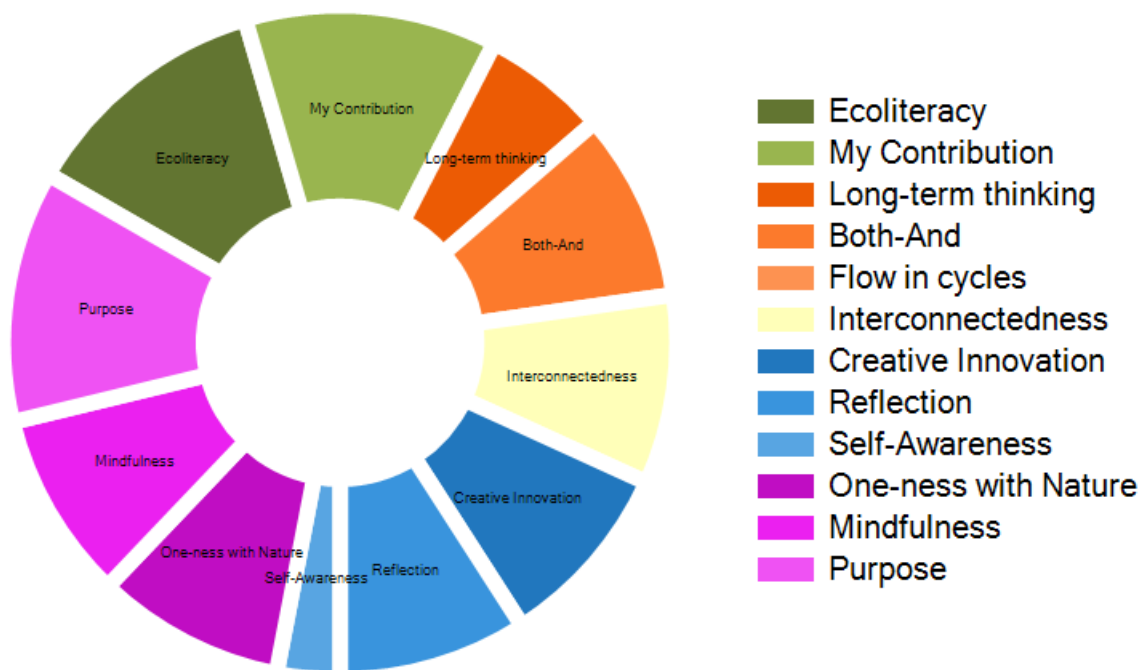 My Contribution
Ecoliteracy
Long-term thinking
Both-And
Purpose
Interconnectedness
Mindfulness
Creative Innovation
One-ness with Nature
Reflection
Self-Awareness
Ecoliteracy
My Contribution
Long-term thinking
Both-And
Flow in cycles
Interconnectedness
Creative Innovation
Reflection
Self-Awareness
One-ness with Nature
Mindfulness
Purpose